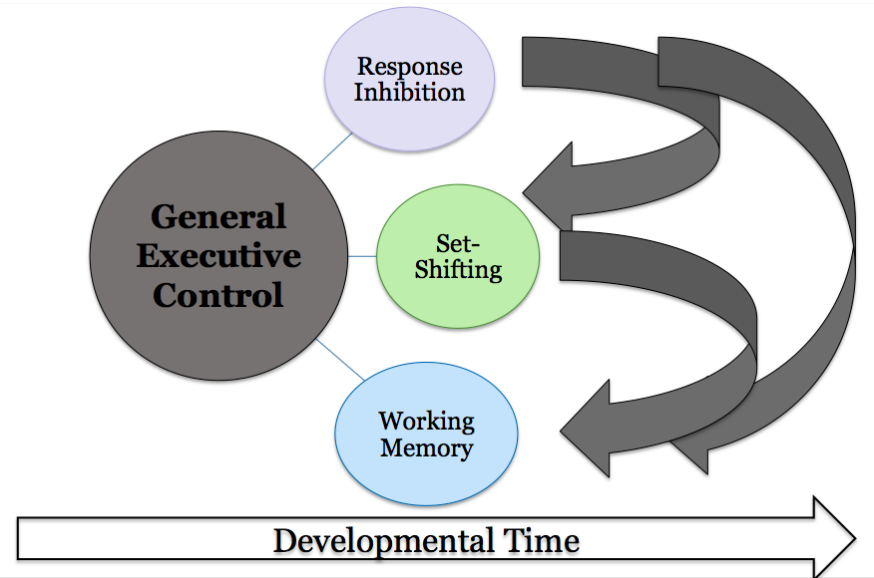 Response
Inhibition
General
Executive
Control
Set-
Shifting
Working
Memory
Developmental Time